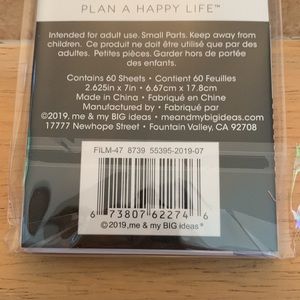 PLAN A HAPPY LIFE™
Intended for adult use. Small Parts. Keep away from
children. Ce produit ne doit être utilisé que par des
adultes. Petites pièces. Garder hors de portée
des enfants.
Contains 60 Sheets • Contient 60 Feuilles
2.625in x 7in • 6.67cm x 17.8cm
Made in China • Fabriqué en Chine
Manufactured by • Fabriqué par
©2019, me & my BIG ideas • meandmybigideas.com
17777 Newhope Street • Fountain Valley, CA 92708
FILM-47 8739 55395-2019-07
6 73807 62274 6
©2019, me & my BIG ideas®